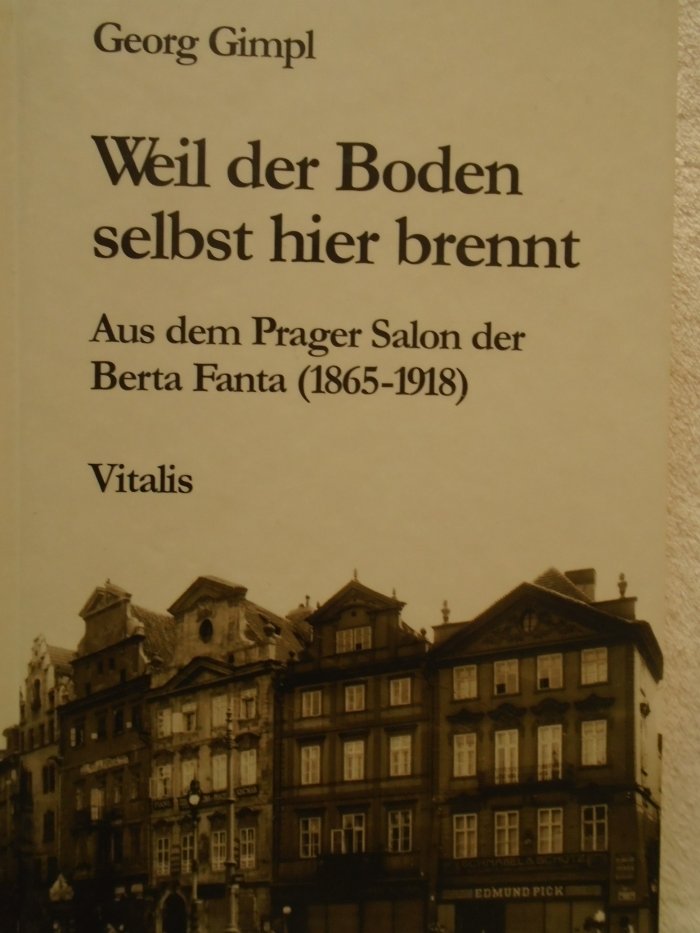 Georg Gimpl
Weil der Boden
selbst hier brennt
Aus dem Prager Salon der
Berta Fanta (1865-1918)
Vitalis
EDMUND PICK